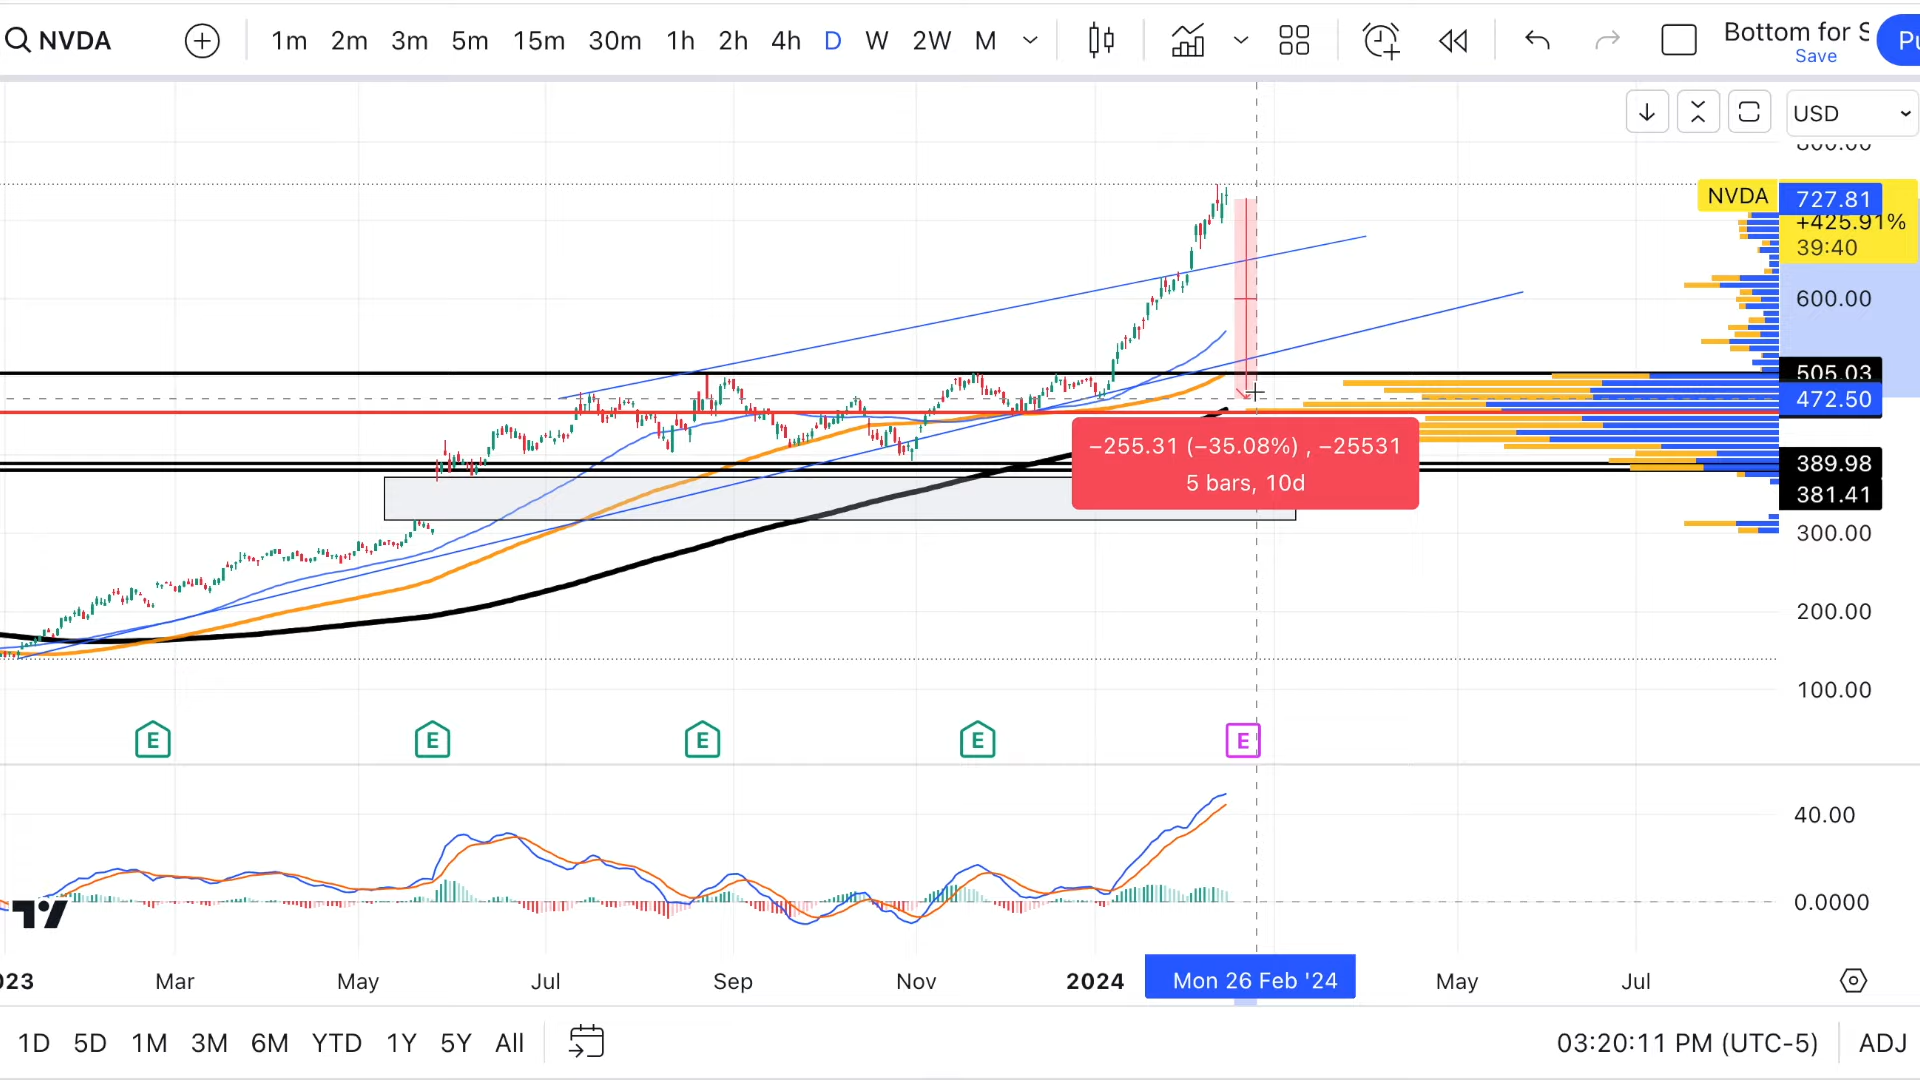 NVDA 1m 2m 3m 5m 15m 30m 1h 2h 4h D W 2W M Bottom for S
Save
Pu
USD
800.00
NVDA 727.81
+425.91%
39:40
600.00
505.03
472.50
−255.31 (−35.08%) , −25531
5 bars, 10d
389.98
381.41
300.00
200.00
100.00
E E E E E
40.00
0.0000
023 Mar May Jul Sep Nov 2024 Mon 26 Feb '24 May Jul
1D 5D 1M 3M 6M YTD 1Y 5Y All 03:20:11 PM (UTC-5) ADJ